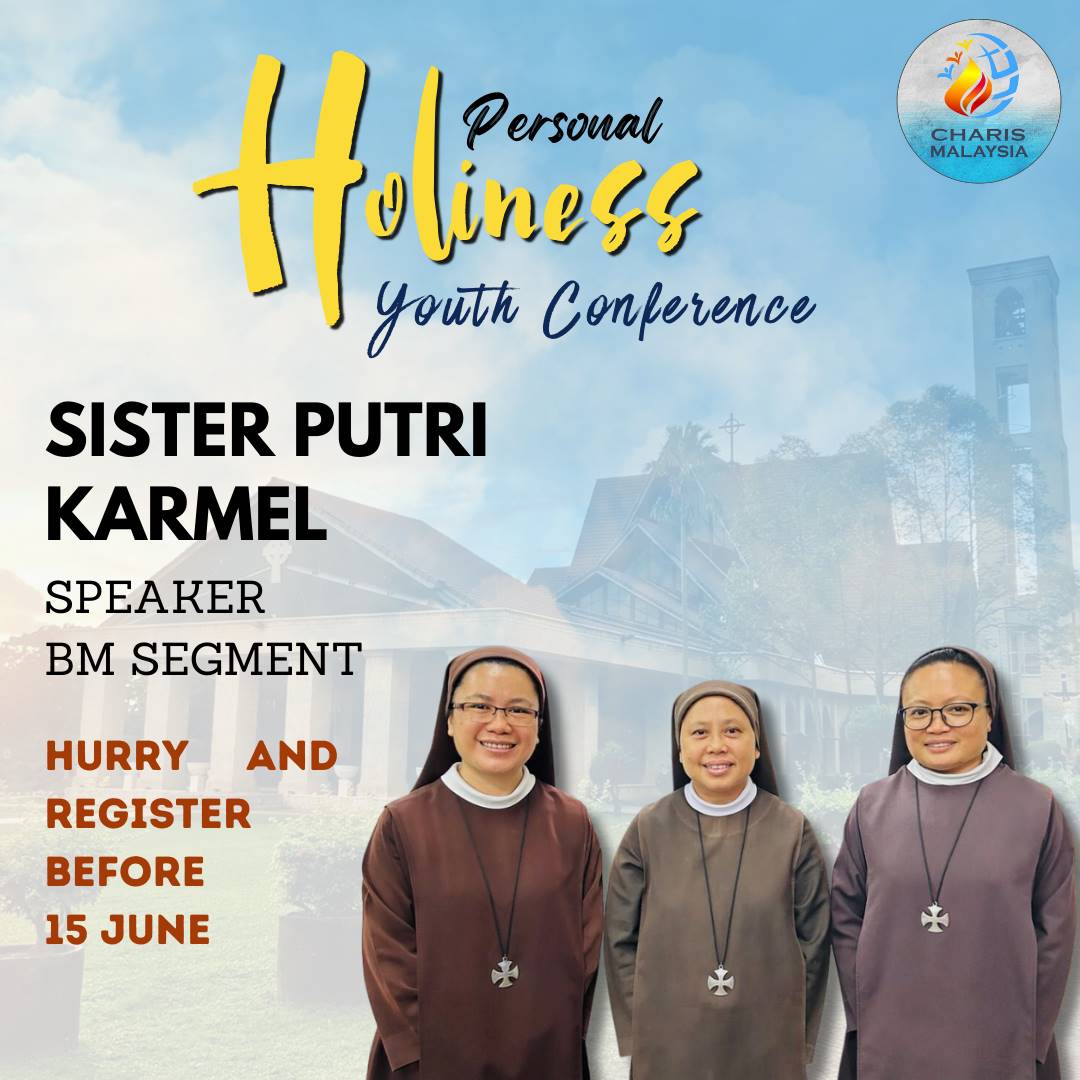 Personal
Holiness
Youth Conference
CHARIS
MALAYSIA
SISTER PUTRI
KARMEL
SPEAKER
BM SEGMENT
HURRY AND
REGISTER
BEFORE
15 JUNE